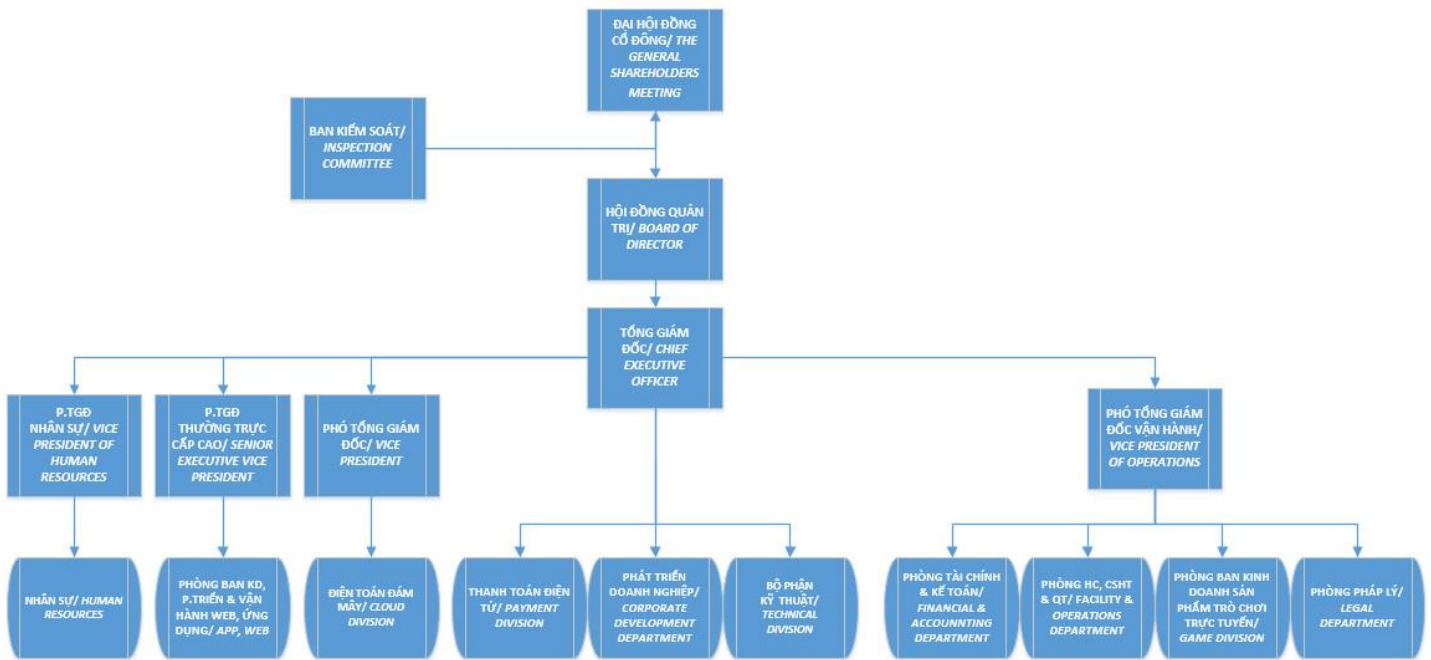 ĐẠI HỘI ĐỒNG
CỔ ĐÔNG/ THE
GENERAL
SHAREHOLDERS
MEETING
BAN KIỂM SOÁT/
INSPECTION
COMMITTEE
HỘI ĐỒNG QUẢN
TRỊ/ BOARD OF
DIRECTOR
TỔNG GIÁM
ĐỐC/ CHIEF
EXECUTIVE
OFFICER
P.TGĐ
NHÂN SỰ/ VICE
PRESIDENT OF
HUMAN
RESOURCES
P.TGĐ
THƯỜNG TRỰC
CẤP CAO/ SENIOR
EXECUTIVE VICE
PRESIDENT
PHÓ TỔNG GIÁM
ĐỐC/ VICE
PRESIDENT
PHÓ TỔNG GIÁM
ĐỐC VẬN HÀNH/
VICE PRESIDENT
OF OPERATIONS
NHÂN SỰ/ HUMAN
RESOURCES
PHÒNG BAN KD,
P.TRIỂN & VẬN
HÀNH WEB, ỨNG
DỤNG/ APP, WEB
ĐIỆN TOÁN ĐÁM
MÂY/ CLOUD
DIVISION
THANH TOÁN ĐIỆN
TỬ/ PAYMENT
DIVISION
PHÁT TRIỂN
DOANH NGHIỆP/
CORPORATE
DEVELOPMENT
DEPARTMENT
BỘ PHẬN
KỸ THUẬT/
TECHNICAL
DIVISION
PHÒNG TÀI CHÍNH
& KẾ TOÁN/
FINANCIAL &
ACCOUNNTING
DEPARTMENT
PHÒNG HC, CSHT
& QT/ FACILITY &
OPERATIONS
DEPARTMENT
PHÒNG BAN KINH
DOANH SẢN
PHẨM TRÒ CHƠI
TRỰC TUYẾN/
GAME DIVISION
PHÒNG PHÁP LÝ/
LEGAL
DEPARTMENT